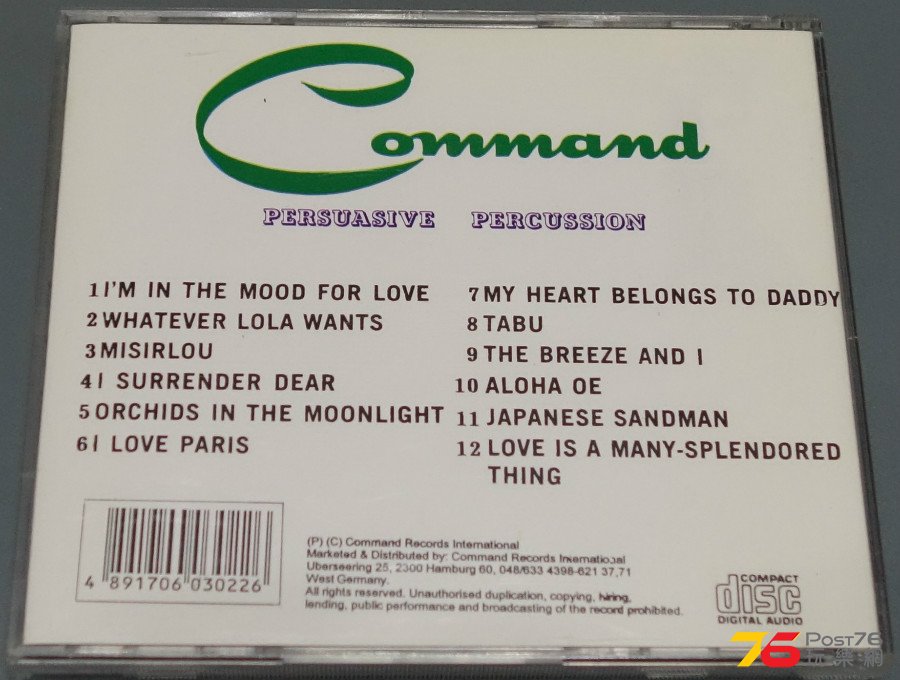 Command
PERSUASIVE PERCUSSION
1 I'M IN THE MOOD FOR LOVE
2 WHATEVER LOLA WANTS
3 MISIRLOU
4 I SURRENDER DEAR
5 ORCHIDS IN THE MOONLIGHT
6 I LOVE PARIS
7 MY HEART BELONGS TO DADDY
8 TABU
9 THE BREEZE AND I
10 ALOHA OE
11 JAPANESE SANDMAN
12 LOVE IS A MANY-SPLENDORED
THING
4 891706 030226
(P) (C) Command Records International
Marketed & Distributed by: Command Records International
Uberseering 25, 2300 Hamburg 60, 048/633 4398-621 37,71
West Germany.
All rights reserved. Unauthorised duplication, copying, hiring,
lending, public performance and broadcasting of the record prohibited.
COMPACT
disc
DIGITAL AUDIO
76 Post76
玩樂網